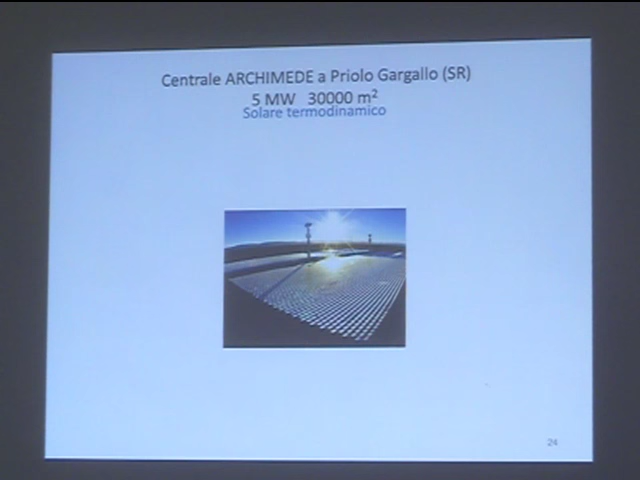 Centrale ARCHIMEDE a Priolo Gargallo (SR)
5 MW 30000 m²
Solare termodinamico
24